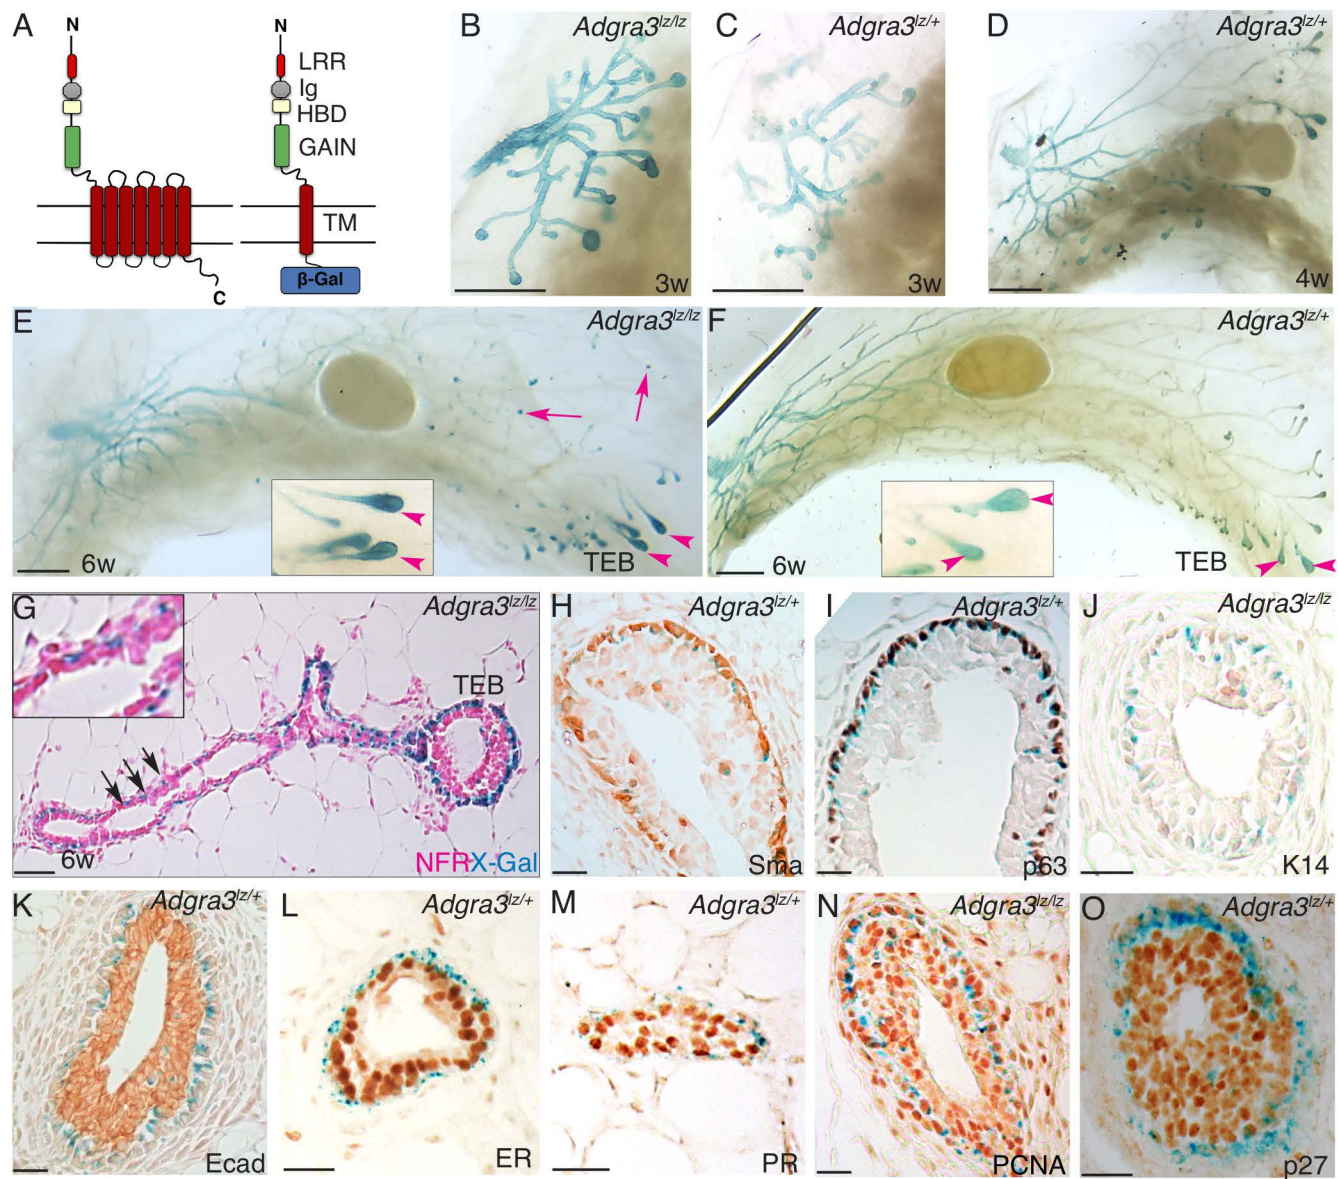 A
N
N
LRR
Ig
HBD
GAIN
TM
β-Gal
C
B
Adgra3lz/lz
3w
C
Adgra3lz/+
3w
D
Adgra3lz/+
4w
E
Adgra3lz/lz
TEB
6w
F
Adgra3lz/+
TEB
6w
G
Adgra3lz/lz
TEB
6w
NFRX-Gal
H
Adgra3lz/+
Sma
I
Adgra3lz/+
p63
J
Adgra3lz/lz
K14
K
Adgra3lz/+
Ecad
L
Adgra3lz/+
ER
M
Adgra3lz/+
PR
N
Adgra3lz/lz
PCNA
O
Adgra3lz/+
p27